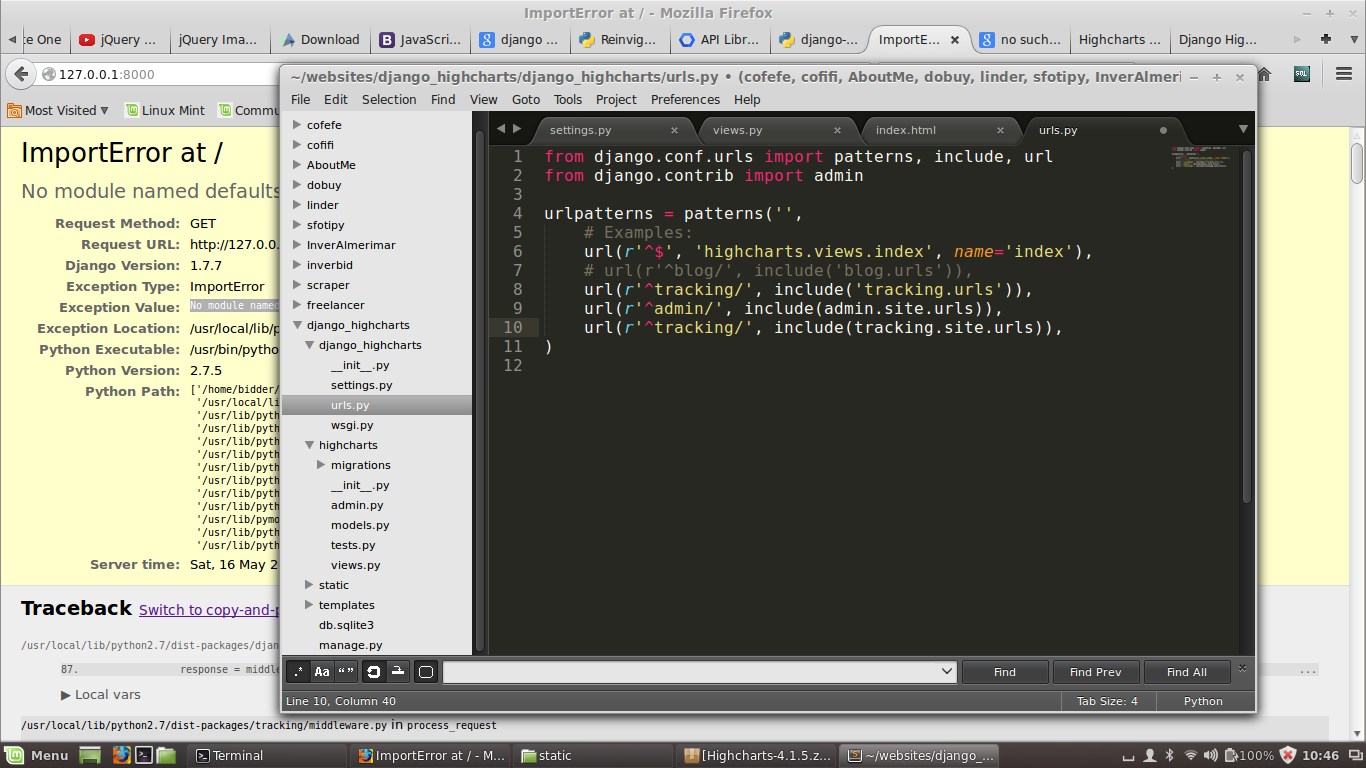 ImportError at / - Mozilla Firefox
te One
jQuery ...
jQuery Ima...
Download
JavaScri...
django ...
Reinvig...
API Libr...
django-...
ImportE...
no such...
Highcharts ...
Django Hig...
127.0.0.1:8000
Most Visited
Linux Mint
Commu
ImportError at /
No module named defaults
Request Method: GET
Request URL: http://127.0.0.
Django Version: 1.7.7
Exception Type: ImportError
Exception Value: No module named
Exception Location: /usr/local/lib/p
Python Executable: /usr/bin/pytho
Python Version: 2.7.5
Python Path: ['/home/bidder/
'/usr/local/li
'/usr/lib/pyth
'/usr/lib/pyth
'/usr/lib/pyth
'/usr/lib/pyth
'/usr/lib/pyth
'/usr/lib/pyth
'/usr/lib/pyth
'/usr/lib/pyth
'/usr/lib/pymo
'/usr/lib/pyth
'/usr/lib/pyth
Server time: Sat, 16 May 2
Traceback Switch to copy-and-p
/usr/local/lib/python2.7/dist-packages/djan
87. response = middle
...
Local vars
/usr/local/lib/python2.7/dist-packages/tracking/middleware.py in process_request
~/websites/django_highcharts/django_highcharts/urls.py • (cofefe, cofifi, AboutMe, dobuy, linder, sfotipy, InverAlmeri
File Edit Selection Find View Goto Tools Project Preferences Help
cofefe
cofifi
AboutMe
dobuy
linder
sfotipy
InverAlmerimar
inverbid
scraper
freelancer
django_highcharts
django_highcharts
__init__.py
settings.py
urls.py
wsgi.py
highcharts
migrations
__init__.py
admin.py
models.py
tests.py
views.py
static
templates
db.sqlite3
manage.py
settings.py
views.py
index.html
urls.py
1 from django.conf.urls import patterns, include, url
2 from django.contrib import admin
3
4 urlpatterns = patterns('',
5 # Examples:
6 url(r'^$', 'highcharts.views.index', name='index'),
7 # url(r'^blog/', include('blog.urls')),
8 url(r'^tracking/', include('tracking.urls')),
9 url(r'^admin/', include(admin.site.urls)),
10 url(r'^tracking/', include(tracking.site.urls)),
11 )
12
.* Aa “ ”
Find
Find Prev
Find All
Line 10, Column 40
Tab Size: 4
Python
Menu
Terminal
ImportError at / - M...
static
[Highcharts-4.1.5.z...
~/websites/django_...
100%
10:46